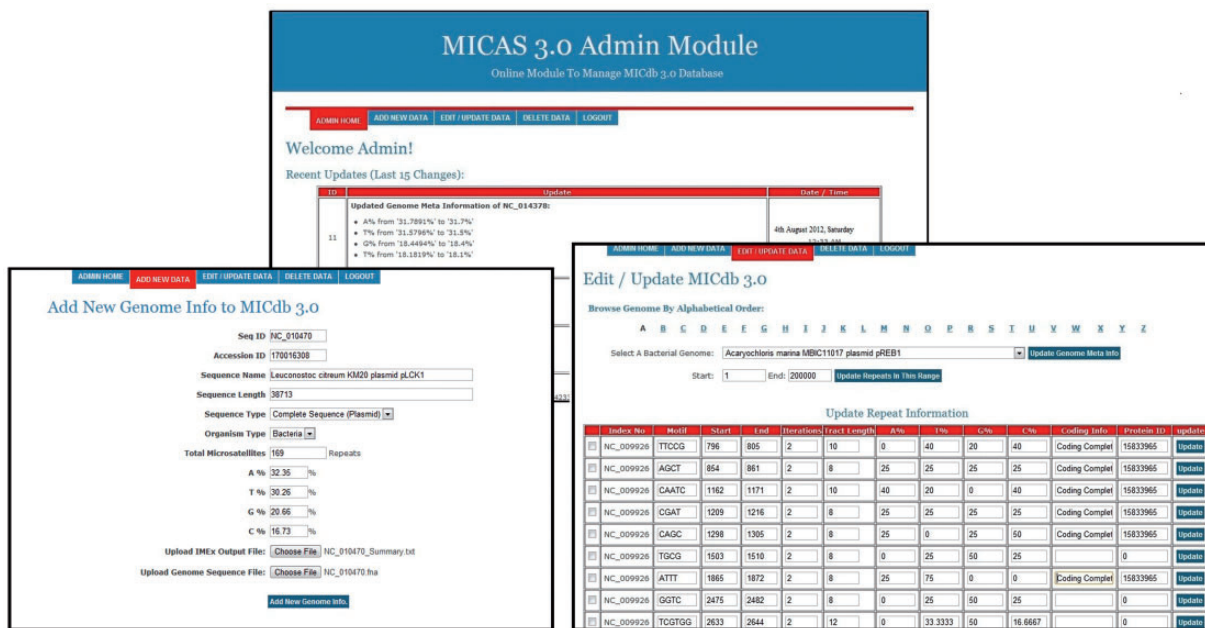 MICAS 3.0 Admin Module
Online Module To Manage MICdb 3.0 Database
ADMIN HOME ADD NEW DATA EDIT / UPDATE DATA DELETE DATA LOGOUT
Welcome Admin!
Recent Updates (Last 15 Changes):
ID Update Date / Time
Updated Genome Meta Information of NC_014378:
A% from '31.7891%' to '31.7%'
T% from '31.5796%' to '31.5%'
G% from '18.4494%' to '18.4%'
T% from '18.1819%' to '18.1%'
11
4th August 2012, Saturday
ADMIN HOME ADD NEW DATA EDIT / UPDATE DATA DELETE DATA LOGOUT
Add New Genome Info to MICdb 3.0
Seq ID NC_010470
Accession ID 170016308
Sequence Name Leuconostoc citreum KM20 plasmid pLCK1
Sequence Length 38713
Sequence Type Complete Sequence (Plasmid)
Organism Type Bacteria
Total Microsatellites 169 Repeats
A % 32.35 %
T % 30.26 %
G % 20.66 %
C % 16.73 %
Upload IMEx Output File: Choose File NC_010470_Summary.txt
Upload Genome Sequence File: Choose File NC_010470.fna
Add New Genome Info.
ADMIN HOME ADD NEW DATA EDIT / UPDATE DATA DELETE DATA LOGOUT
Edit / Update MICdb 3.0
Browse Genome By Alphabetical Order:
A B C D E F G H I J K L M N O P R S T U V W X Y Z
Select A Bacterial Genome: Acaryochloris marina MBIC11017 plasmid pREB1 Update Genome Meta Info
Start: 1 End: 200000 Update Repeats In This Range
Update Repeat Information
Index No Motif Start End Iterations Tract Length A% T% G% C% Coding Info Protein ID update
NC_009926 TTCCG 796 805 2 10 0 40 20 40 Coding Complet 15833965 Update
NC_009926 AGCT 854 861 2 8 25 25 25 25 Coding Complet 15833965 Update
NC_009926 CAATC 1162 1171 2 10 40 20 0 40 Coding Complet 15833965 Update
NC_009926 CGAT 1209 1216 2 8 25 25 25 25 Coding Complet 15833965 Update
NC_009926 CAGC 1298 1305 2 8 25 0 25 50 Coding Complet 15833965 Update
NC_009926 TGCG 1503 1510 2 8 0 25 50 25 0 Update
NC_009926 ATTT 1865 1872 2 8 25 75 0 0 Coding Complet 15833965 Update
NC_009926 GGTC 2475 2482 2 8 0 25 50 25 0 Update
NC_009926 TCGTGG 2633 2644 2 12 0 33.3333 50 16.6667 0 Update